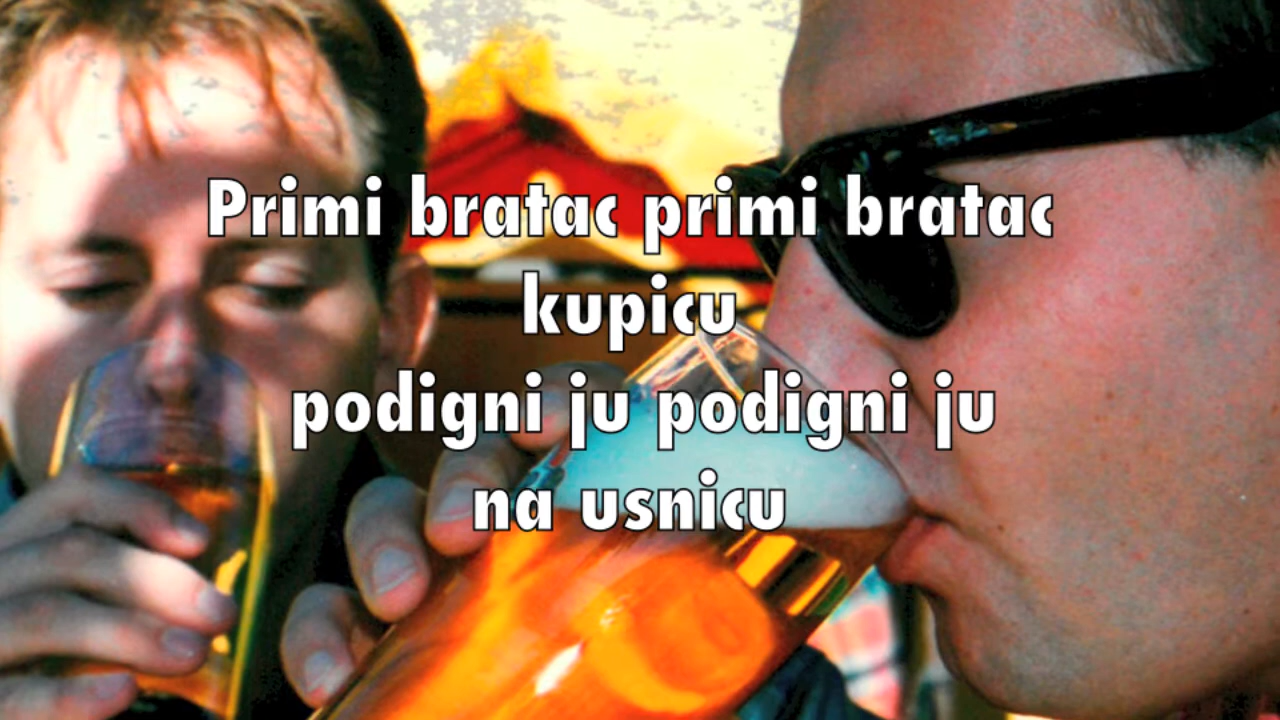 Primi bratac primi bratac
kupicu
podigni ju podigni ju
na usnicu